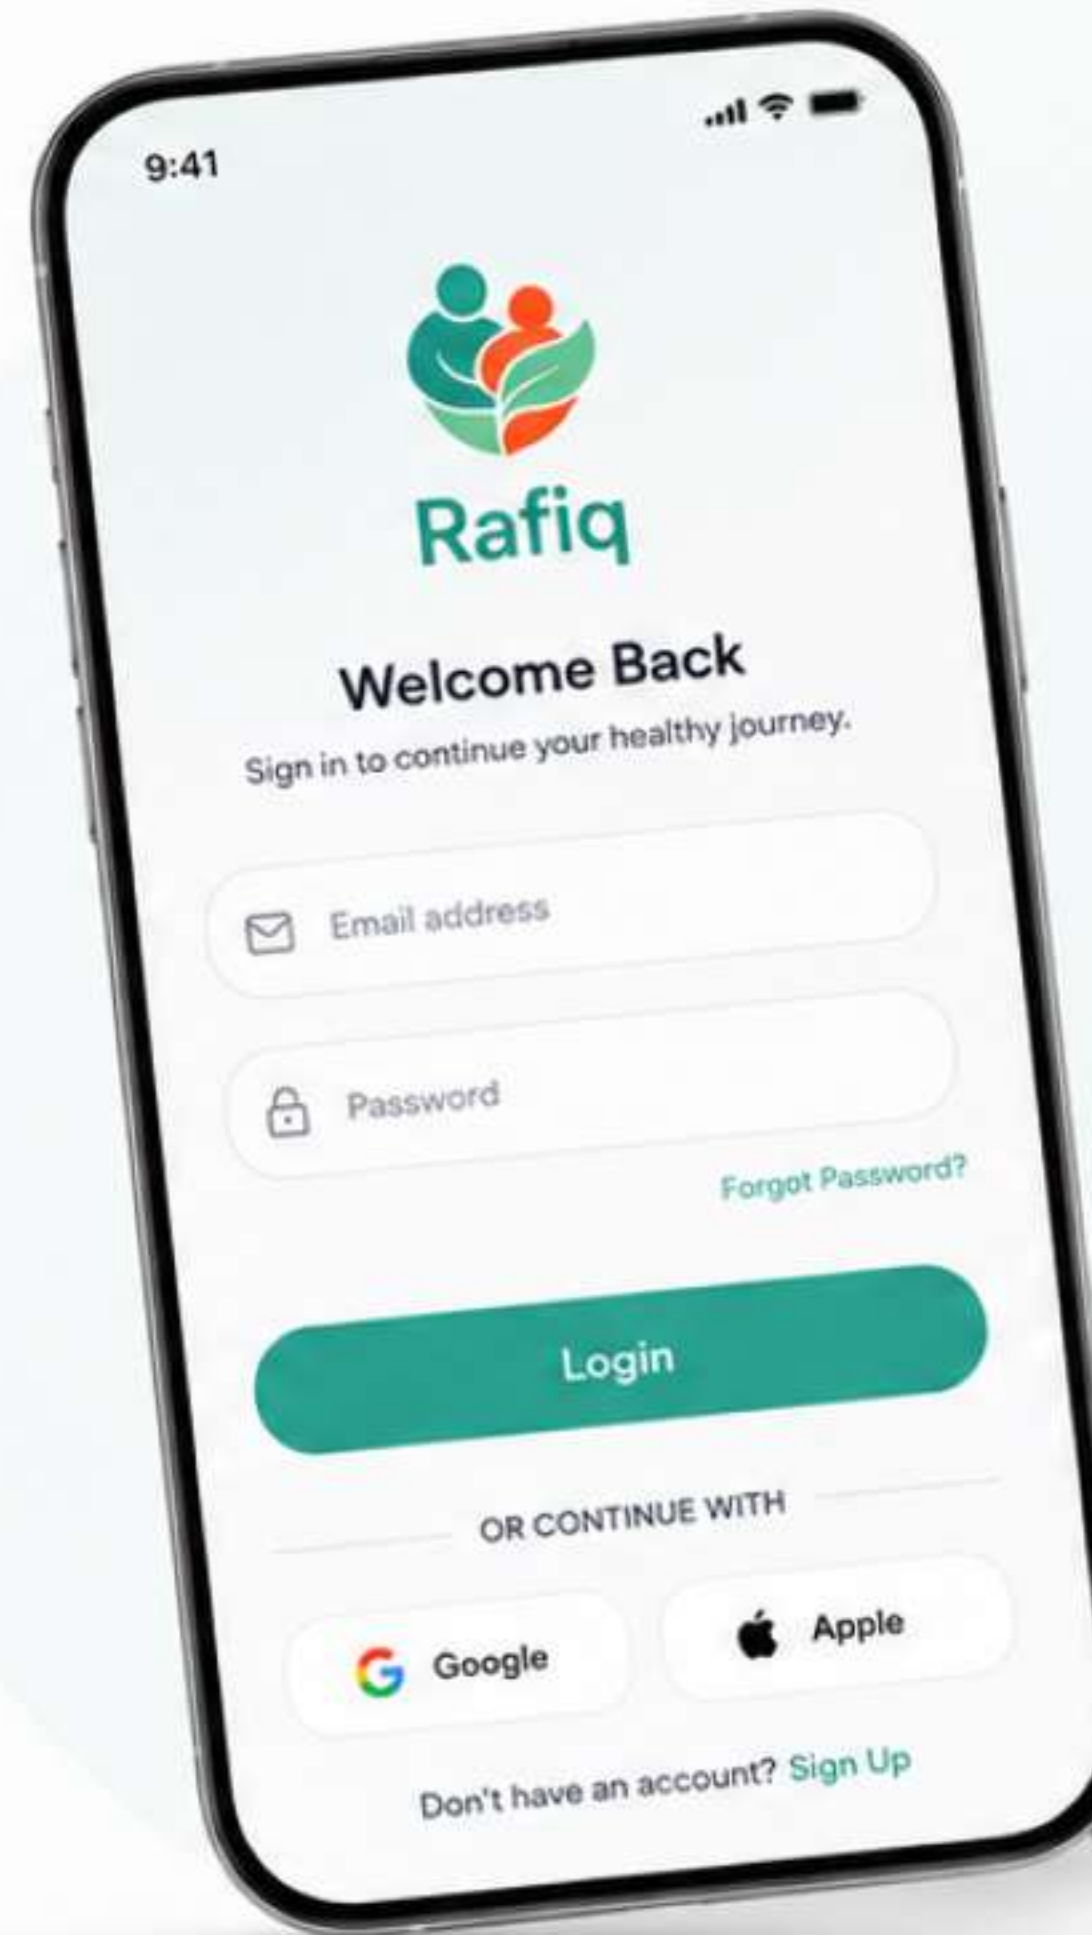 9:41
Rafiq
Welcome Back
Sign in to continue your healthy journey.
Email address
Password
Forgot Password?
Login
OR CONTINUE WITH
Google
Apple
Don't have an account? Sign Up